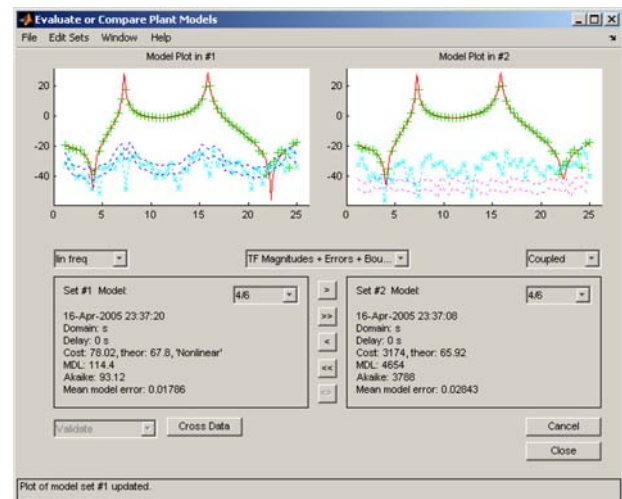 Evaluate or Compare Plant Models
File Edit Sets Window Help
Model Plot in #1
Model Plot in #2
20
0
-20
-40
0 5 10 15 20 25
20
0
-20
-40
0 5 10 15 20 25
lin freq
TF Magnitudes + Errors + Bou...
Coupled
Set #1 Model:
4/6
16-Apr-2005 23:37:20
Domain: s
Delay: 0 s
Cost: 78.02, theor: 67.8, 'Nonlinear'
MDL: 114.4
Akaike: 93.12
Mean model error: 0.01786
>
>>
<
<<
<>
Set #2 Model:
4/6
16-Apr-2005 23:37:08
Domain: s
Delay: 0 s
Cost: 3174, theor: 65.92
MDL: 4654
Akaike: 3788
Mean model error: 0.02843
Validate
Cross Data
Cancel
Close
Plot of model set #1 updated.